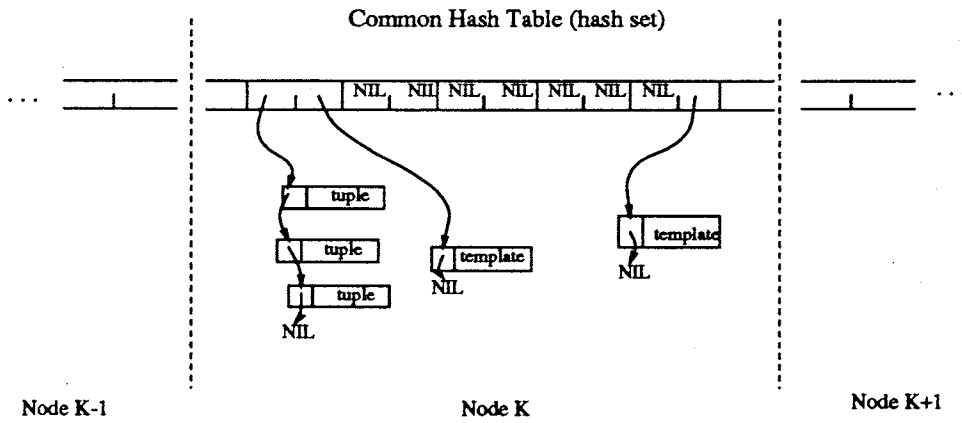 Common Hash Table (hash set)
... NIL NIL NIL NIL NIL NIL NIL ..
tuple
template
tuple template
NIL
NIL
tuple
NIL
Node K-1 Node K Node K+1